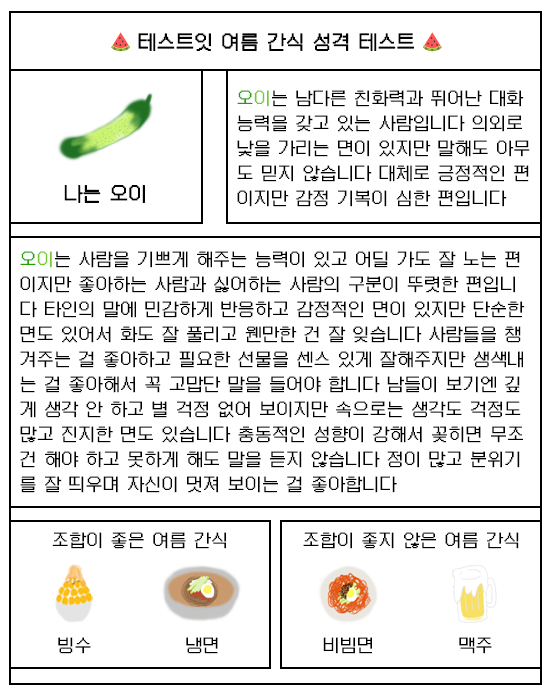 테스트잇 여름 간식 성격 테스트
나는 오이
오이는 남다른 친화력과 뛰어난 대화
능력을 갖고 있는 사람입니다 의외로
낯을 가리는 면이 있지만 말해도 아무
도 믿지 않습니다 대체로 긍정적인 편
이지만 감정 기복이 심한 편입니다
오이는 사람을 기쁘게 해주는 능력이 있고 어딜 가도 잘 노는 편
이지만 좋아하는 사람과 싫어하는 사람의 구분이 뚜렷한 편입니
다 타인의 말에 민감하게 반응하고 감정적인 면이 있지만 단순한
면도 있어서 화도 잘 풀리고 웬만한 건 잘 잊습니다 사람들을 챙
겨주는 걸 좋아하고 필요한 선물을 센스 있게 잘해주지만 생색내
는 걸 좋아해서 꼭 고맙단 말을 들어야 합니다 남들이 보기엔 깊
게 생각 안 하고 별 걱정 없어 보이지만 속으로는 생각도 걱정도
많고 진지한 면도 있습니다 충동적인 성향이 강해서 꽂히면 무조
건 해야 하고 못하게 해도 말을 듣지 않습니다 정이 많고 분위기
를 잘 띄우며 자신이 멋져 보이는 걸 좋아합니다
조합이 좋은 여름 간식
빙수
냉면
조합이 좋지 않은 여름 간식
비빔면
맥주